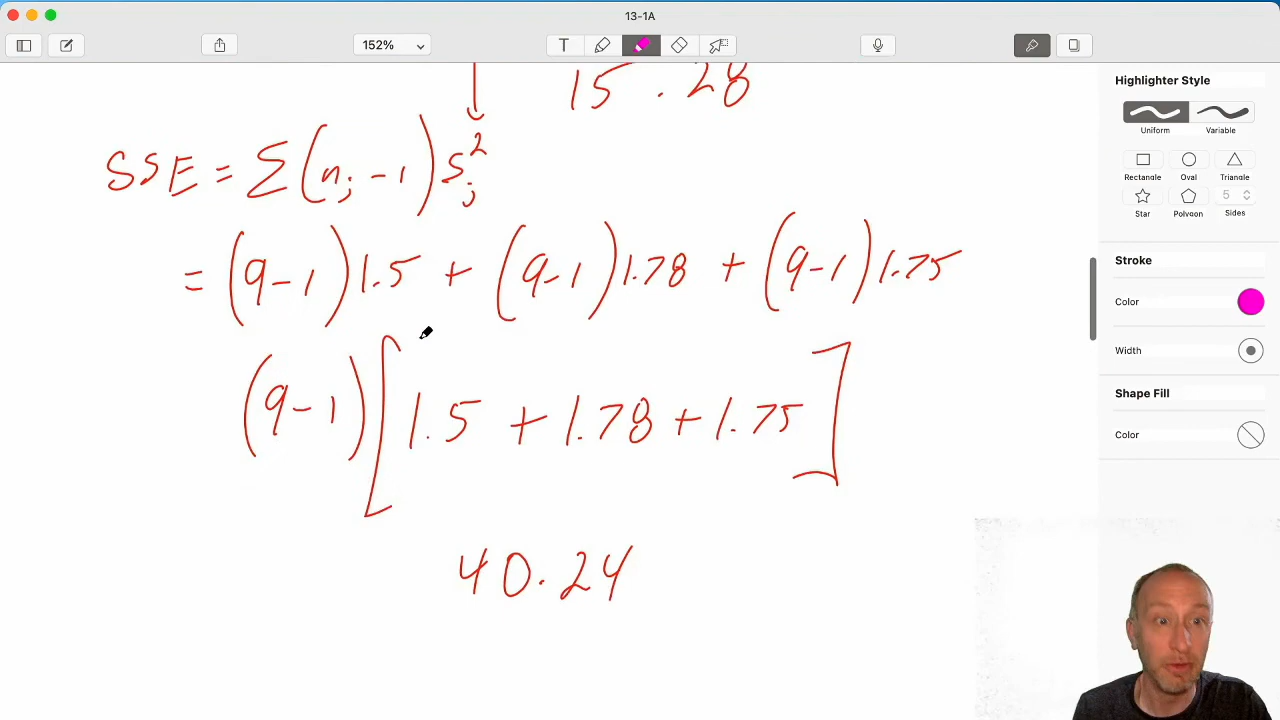 13-1A
152%
T
Highlighter Style
Uniform
Variable
Rectangle
Oval
Triangle
Star
Polygon
5
Sides
Stroke
Color
Width
Shape Fill
Color
15.28
SSE = Σ(nj - 1)Sj²
= (9-1)1.5 + (9-1)1.78 + (9-1)1.75
(9-1)[1.5 + 1.78 + 1.75]
40.24